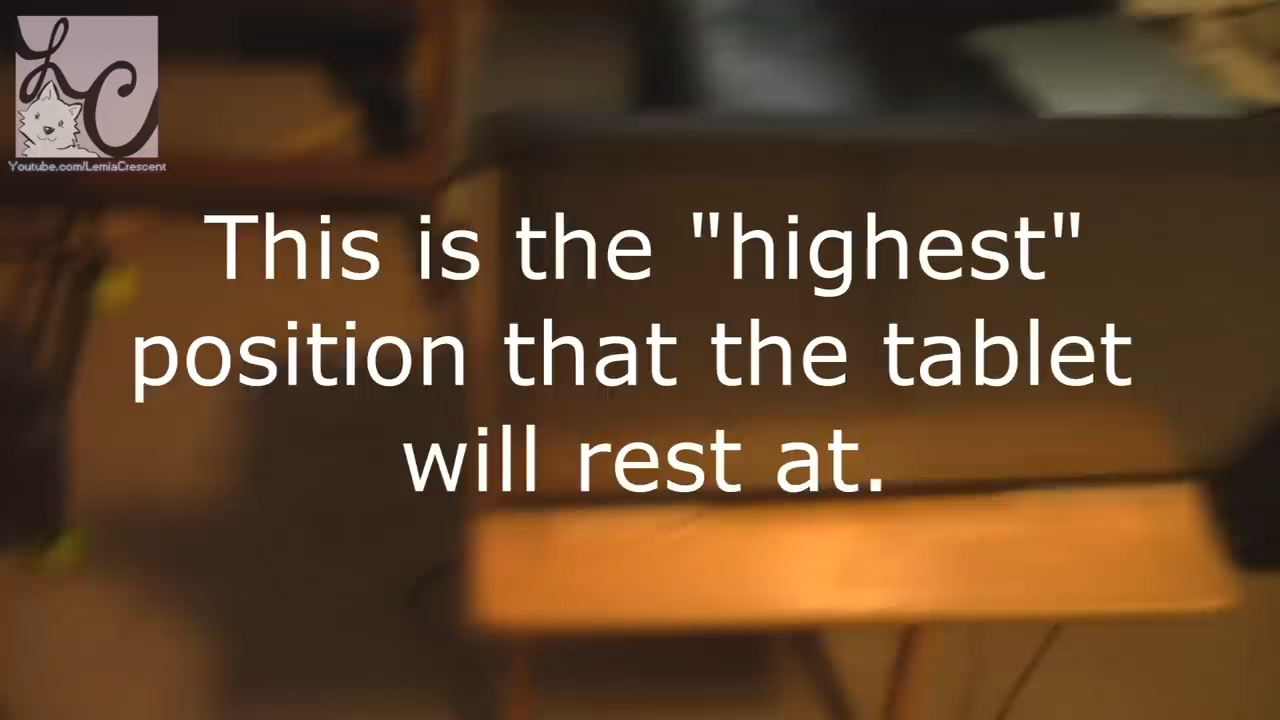 LC
Youtube.com/LemiaCrescent
This is the "highest"
position that the tablet
will rest at.